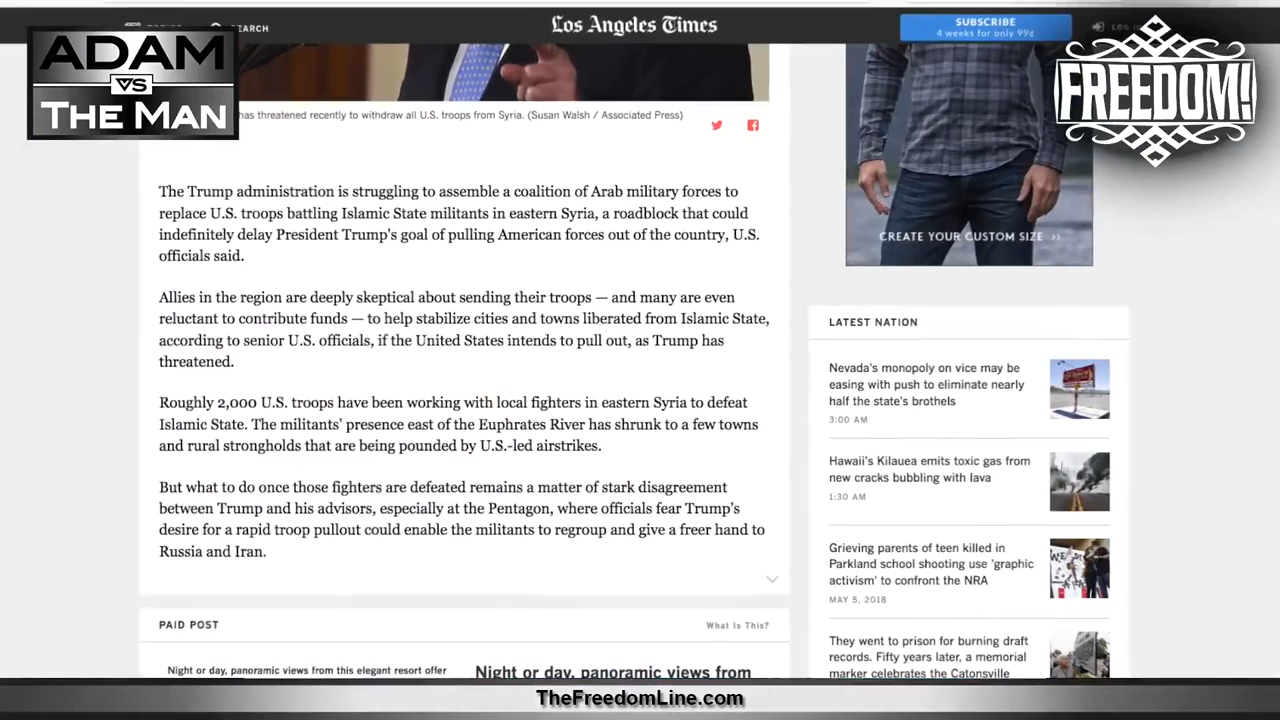 SEARCH
Los Angeles Times
SUBSCRIBE
4 weeks for only 99¢
ADAM
VS
THE MAN
FREEDOM!
has threatened recently to withdraw all U.S. troops from Syria. (Susan Walsh / Associated Press)
The Trump administration is struggling to assemble a coalition of Arab military forces to
replace U.S. troops battling Islamic State militants in eastern Syria, a roadblock that could
indefinitely delay President Trump's goal of pulling American forces out of the country, U.S.
officials said.
Allies in the region are deeply skeptical about sending their troops — and many are even
reluctant to contribute funds — to help stabilize cities and towns liberated from Islamic State,
according to senior U.S. officials, if the United States intends to pull out, as Trump has
threatened.
Roughly 2,000 U.S. troops have been working with local fighters in eastern Syria to defeat
Islamic State. The militants' presence east of the Euphrates River has shrunk to a few towns
and rural strongholds that are being pounded by U.S.-led airstrikes.
But what to do once those fighters are defeated remains a matter of stark disagreement
between Trump and his advisors, especially at the Pentagon, where officials fear Trump's
desire for a rapid troop pullout could enable the militants to regroup and give a freer hand to
Russia and Iran.
PAID POST
What Is This?
Night or day, panoramic views from this elegant resort offer
Night or day, panoramic views from
CREATE YOUR CUSTOM SIZE >>
LATEST NATION
Nevada's monopoly on vice may be
easing with push to eliminate nearly
half the state's brothels
3:00 AM
Hawaii's Kilauea emits toxic gas from
new cracks bubbling with lava
1:30 AM
Grieving parents of teen killed in
Parkland school shooting use 'graphic
activism' to confront the NRA
MAY 5, 2018
They went to prison for burning draft
records. Fifty years later, a memorial
marker celebrates the Catonsville
TheFreedomLine.com